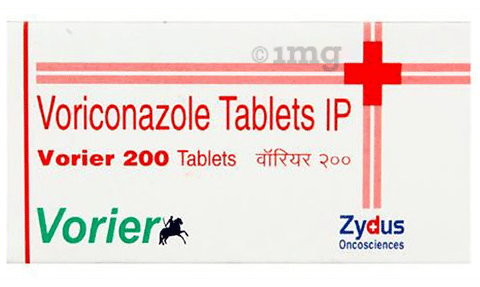 ©1mg
Voriconazole Tablets IP
Vorier 200 Tablets वॉरियर २००
Vorier
Zydus
Oncosciences